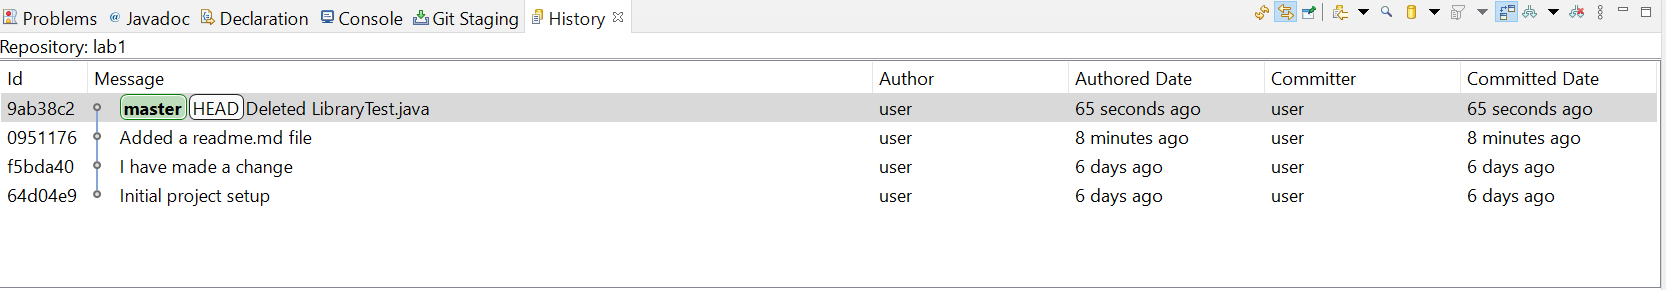 Problems @ Javadoc Declaration Console Git Staging History
Repository: lab1
Id Message Author Authored Date Committer Committed Date
9ab38c2 master HEAD Deleted LibraryTest.java user 65 seconds ago user 65 seconds ago
0951176 Added a readme.md file user 8 minutes ago user 8 minutes ago
f5bda40 I have made a change user 6 days ago user 6 days ago
64d04e9 Initial project setup user 6 days ago user 6 days ago